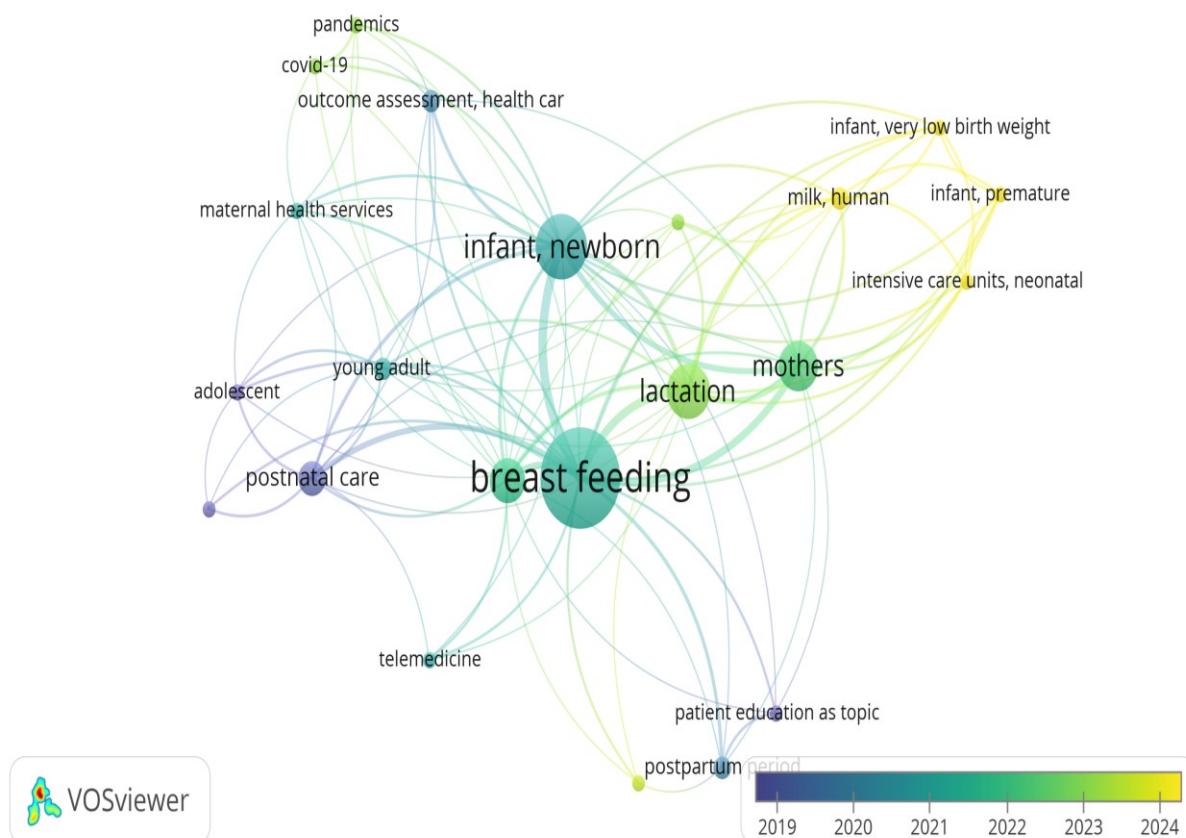 pandemics
covid-19
outcome assessment, health car
infant, very low birth weight
milk, human
infant, premature
maternal health services
infant, newborn
intensive care units, neonatal
young adult
mothers
adolescent
lactation
postnatal care
breast feeding
telemedicine
patient education as topic
postpartum period
VOSviewer
2019 2020 2021 2022 2023 2024